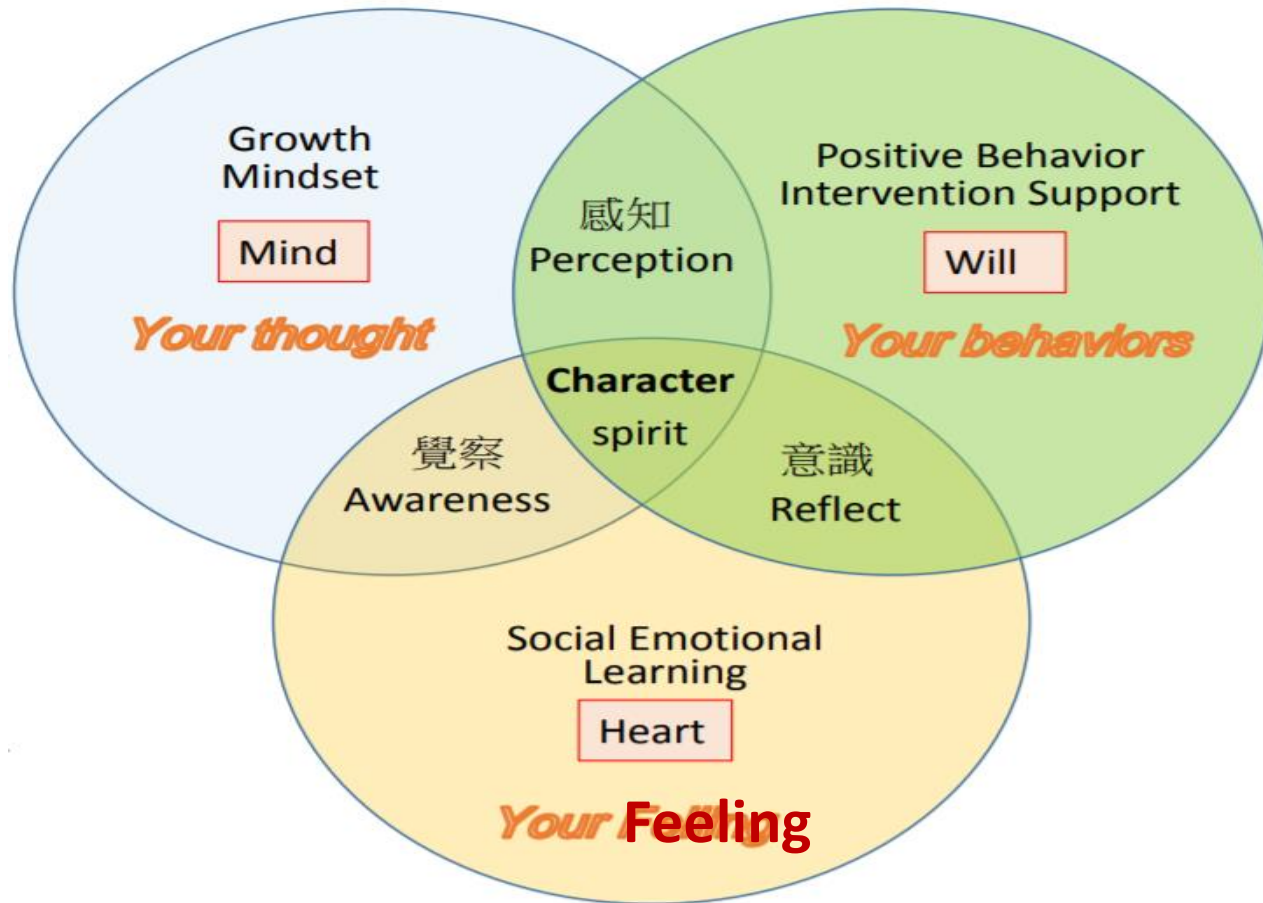 Growth
Mindset
Mind
Your thought
感知
Perception
Positive Behavior
Intervention Support
Will
Your behaviors
Character
spirit
覺察
Awareness
意識
Reflect
Social Emotional
Learning
Heart
Your Feeling